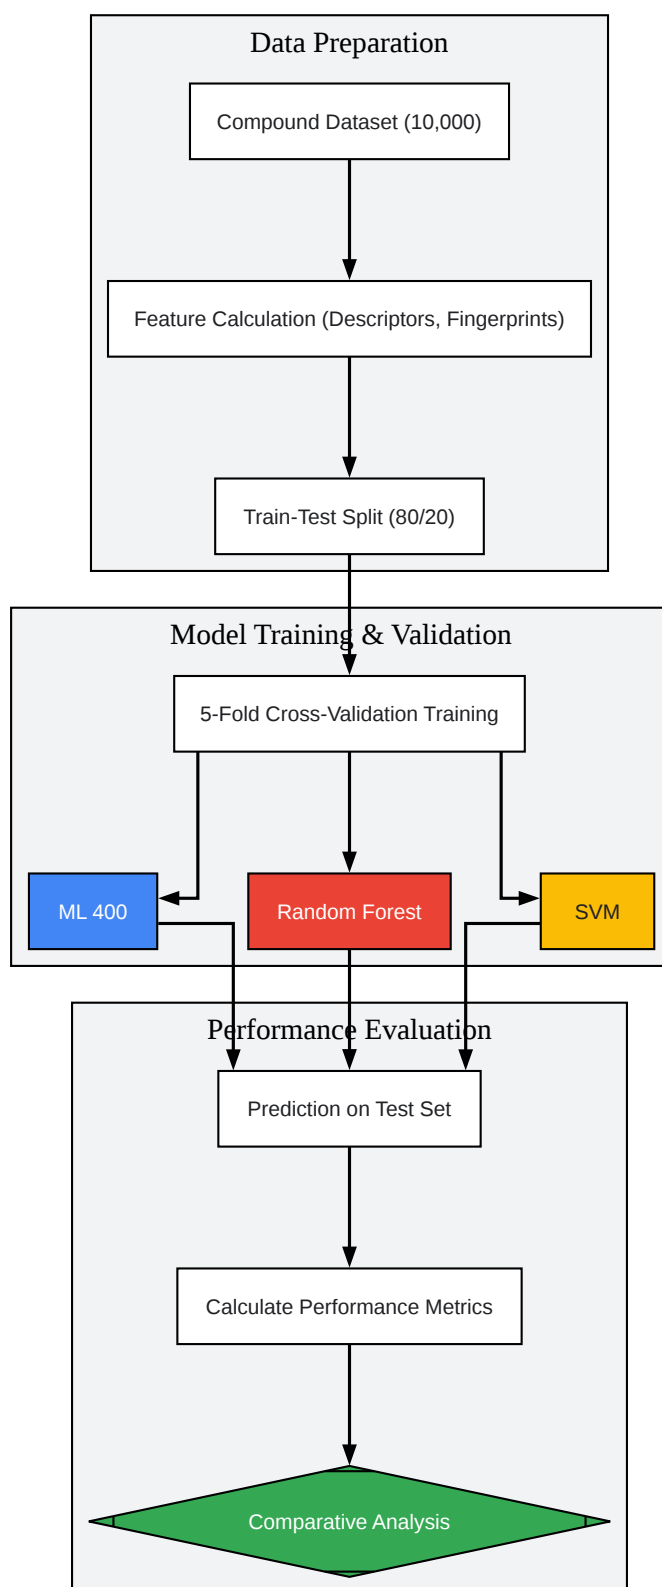 Data Preparation
Compound Dataset (10,000)
Feature Calculation (Descriptors, Fingerprints)
Train-Test Split (80/20)
Model Training & Validation
5-Fold Cross-Validation Training
ML 400
Random Forest
SVM
Performance Evaluation
Prediction on Test Set
Calculate Performance Metrics
Comparative Analysis